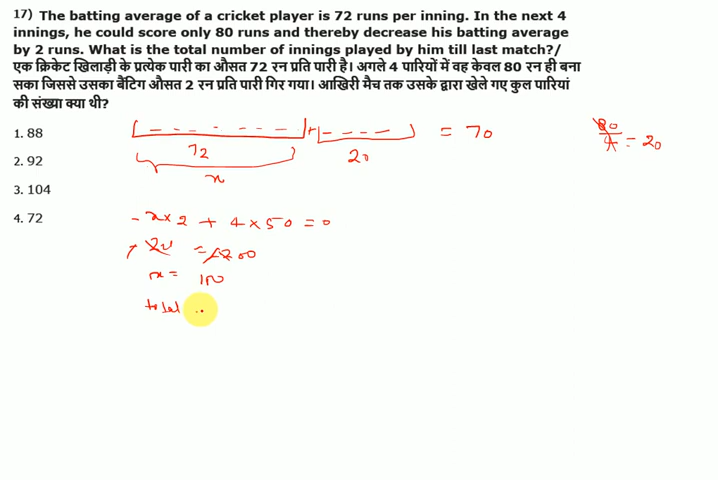 17) The batting average of a cricket player is 72 runs per inning. In the next 4
innings, he could score only 80 runs and thereby decrease his batting average
by 2 runs. What is the total number of innings played by him till last match?/
एक क्रिकेट खिलाड़ी के प्रत्येक पारी का औसत 72 रन प्रति पारी है। अगले 4 पारियों में वह केवल 80 रन ही बना
सका जिससे उसका बैटिंग औसत 2 रन प्रति पारी गिर गया। आखिरी मैच तक उसके द्वारा खेले गए कुल पारियां
की संख्या क्या थी?
1. 88
2. 92
3. 104
4. 72
+ = 70
72 20
x
80/4 = 20
- x × 2 + 4 × 50 = 0
x = 100
total